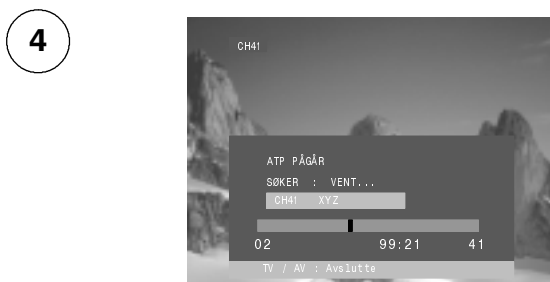 4
CH41
ATP PÅGÅR
SØKER : VENT...
CH41 XYZ
02 99:21 41
TV / AV : Avslutte